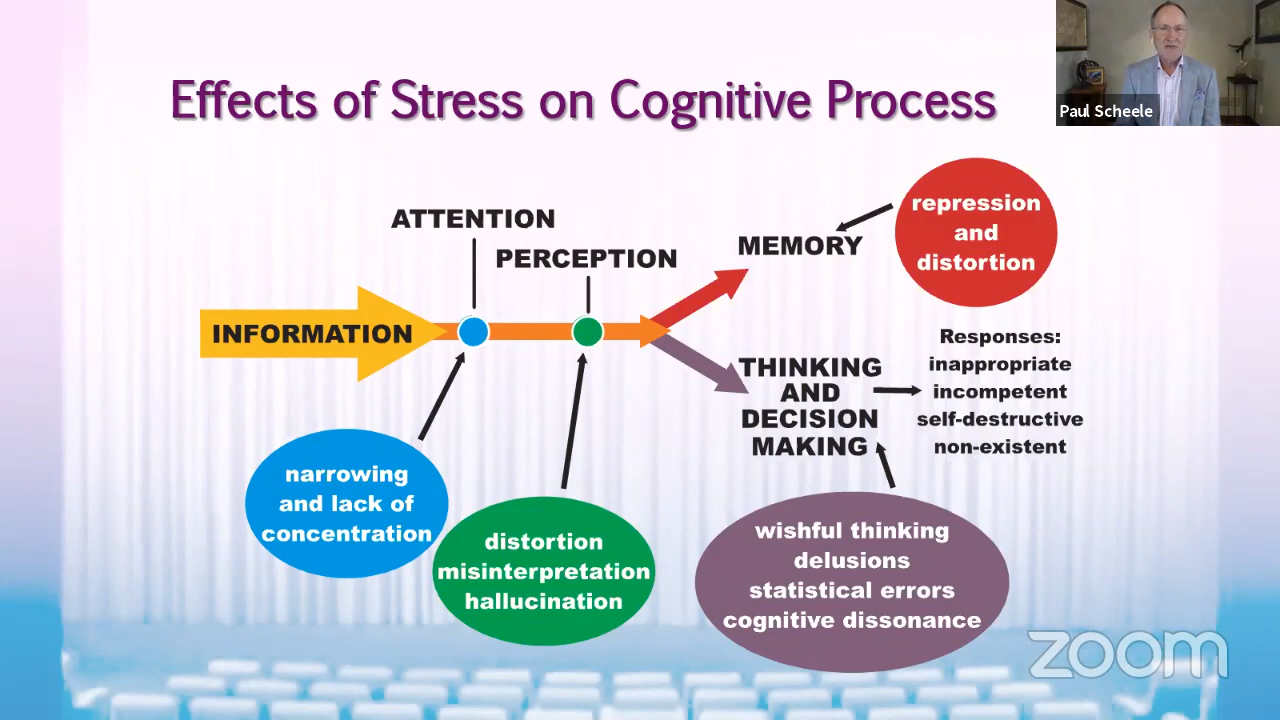 Effects of Stress on Cognitive Process
Paul Scheele
ATTENTION
PERCEPTION
INFORMATION
MEMORY
repression
and
distortion
THINKING
AND
DECISION
MAKING
Responses:
inappropriate
incompetent
self-destructive
non-existent
narrowing
and lack of
concentration
distortion
misinterpretation
hallucination
wishful thinking
delusions
statistical errors
cognitive dissonance
zoom